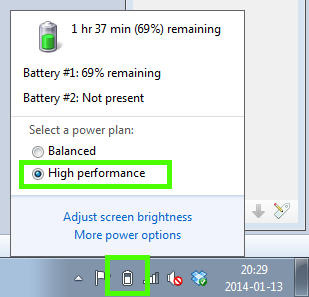 1 hr 37 min (69%) remaining
Battery #1: 69% remaining
Battery #2: Not present
Select a power plan:
Balanced
High performance
Adjust screen brightness
More power options
20:29
2014-01-13